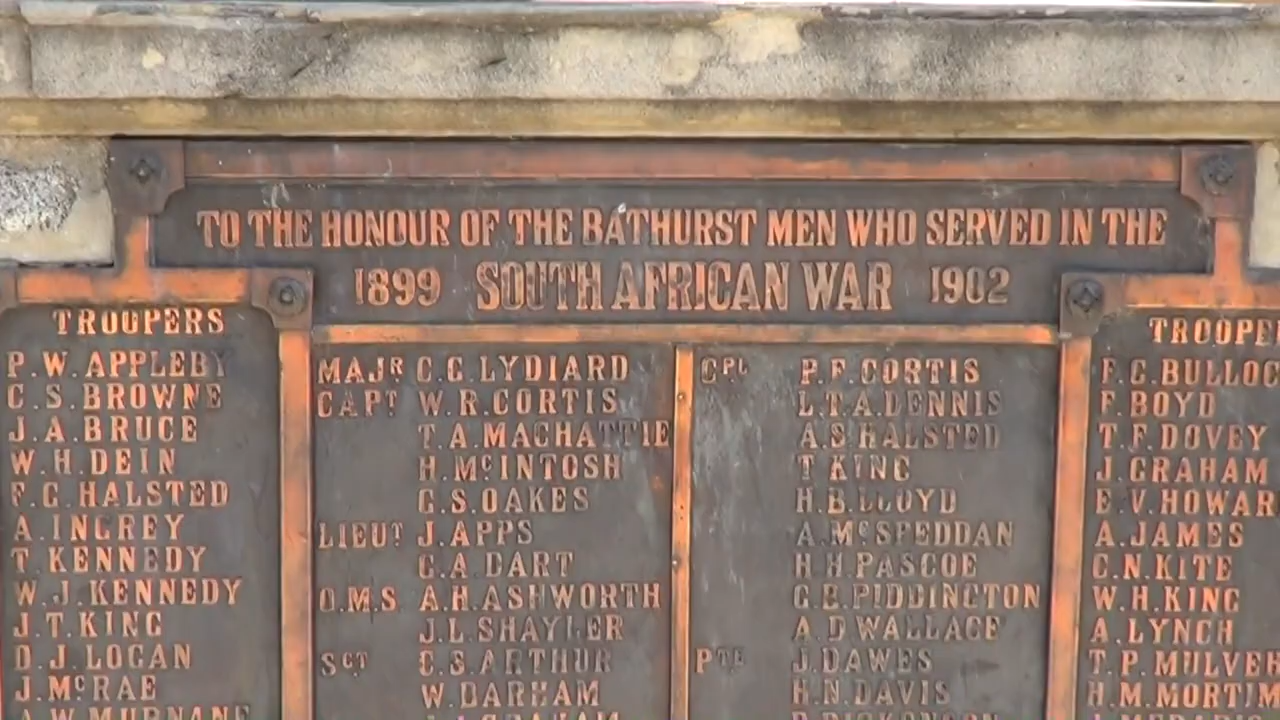 TO THE HONOUR OF THE BATHURST MEN WHO SERVED IN THE
1899 SOUTH AFRICAN WAR 1902
TROOPERS
P.W.APPLEBY
C.S.BROWNE
J.A.BRUCE
W.H.DEIN
F.G.HALSTED
A.INGREY
T.KENNEDY
W.J.KENNEDY
J.T.KING
D.J.LOGAN
J.McRAE
A.W.MURNANE
MAJR C.G.LYDIARD
CAPT W.R.CORTIS
T.A.MACHATTIE
H.McINTOSH
G.S.OAKES
LIEUT J.APPS
G.A.DART
Q.M.S A.H.ASHWORTH
J.L.SHAYLER
SGT C.S.ARTHUR
W.DARHAM
CPL P.F.CORTIS
L.T.A.DENNIS
A.S.HALSTED
T KING
H.B.LLOYD
A.McSPEDDAN
H.H.PASCOE
G.B.PIDDINGTON
A.D WALLACE
PTE J.DAWES
H.N.DAVIS
TROOPE
F.G.BULLOC
F.BOYD
T.F.DOVEY
J.GRAHAM
E.V.HOWAR
A.JAMES
C.N.KITE
W.H.KING
A.LYNCH
T.P.MULVEH
H.M.MORTIM